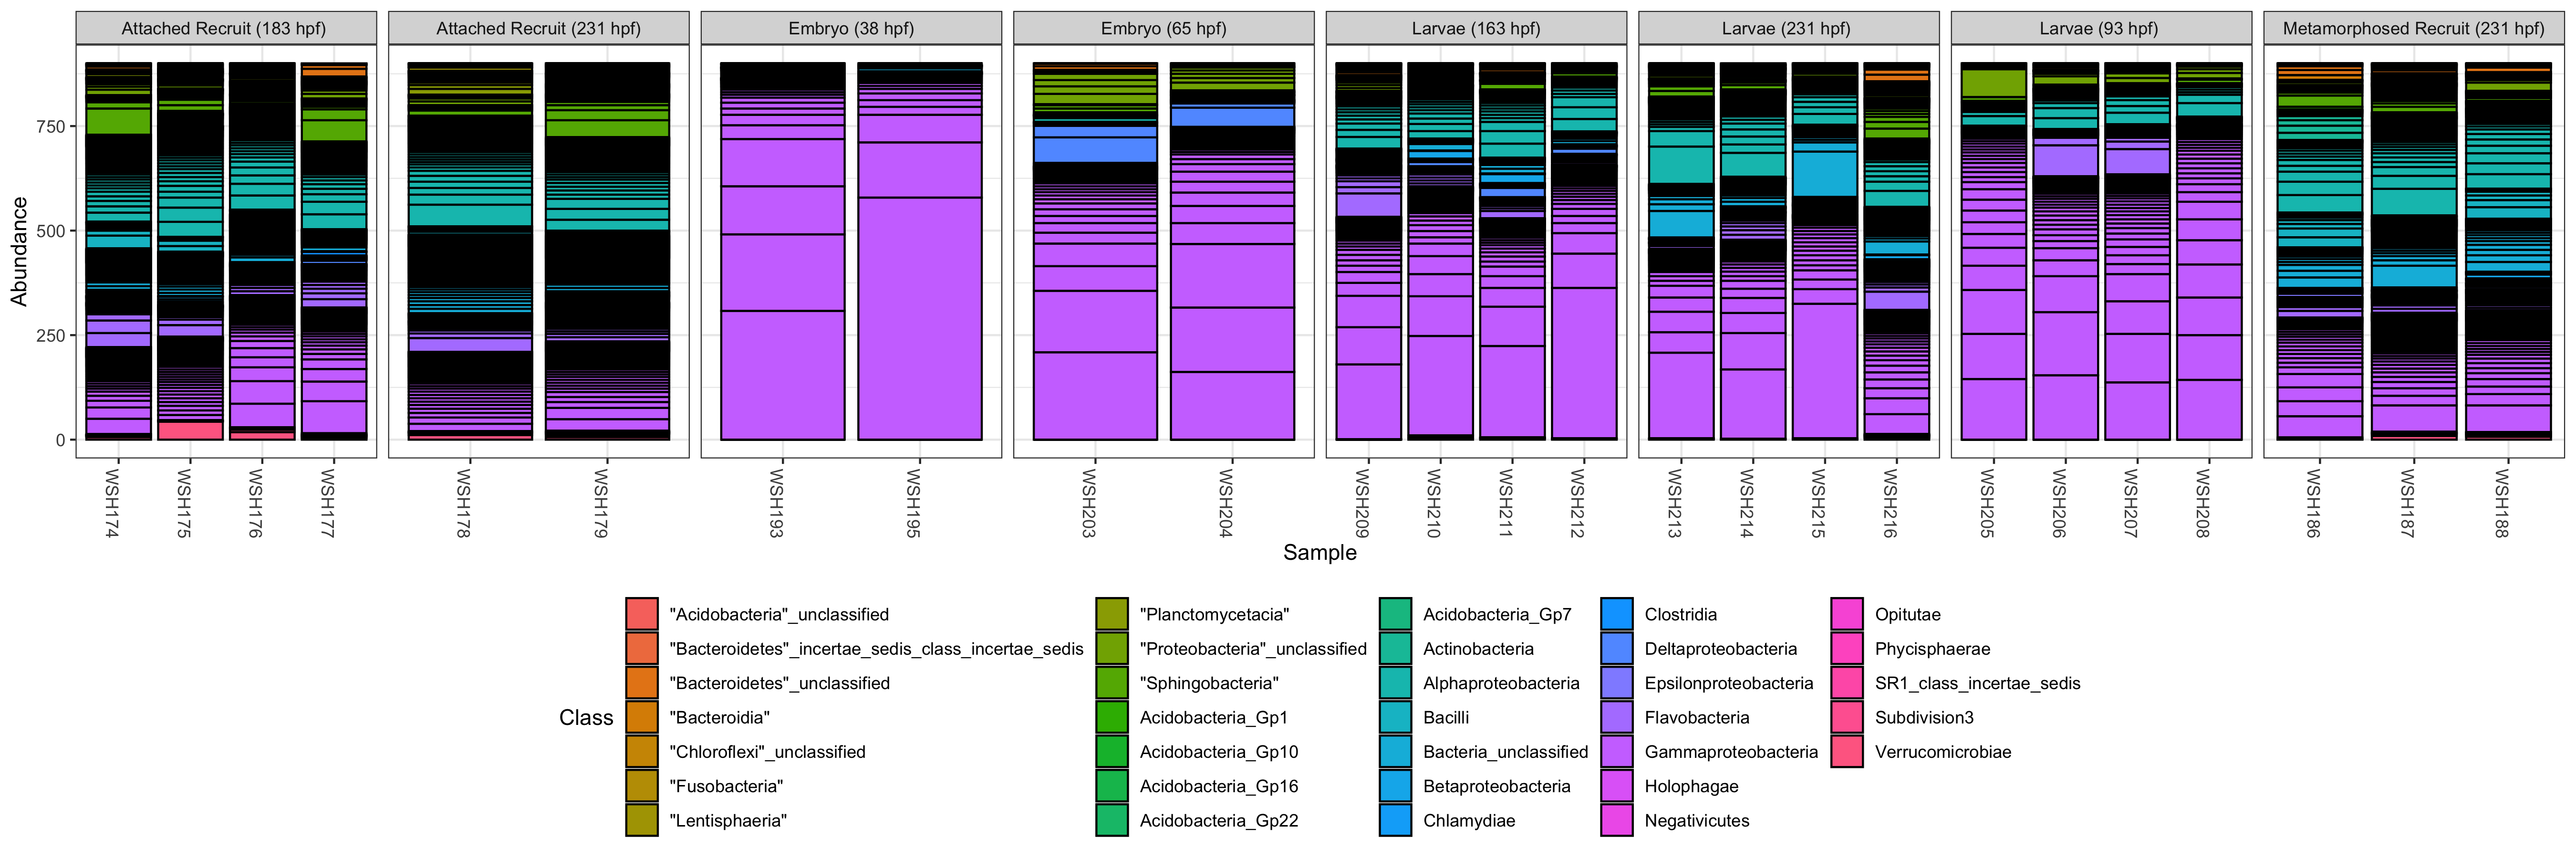 Attached Recruit (183 hpf)
Attached Recruit (231 hpf)
Embryo (38 hpf)
Embryo (65 hpf)
Larvae (163 hpf)
Larvae (231 hpf)
Larvae (93 hpf)
Metamorphosed Recruit (231 hpf)
Abundance
750
500
250
0
WSH174
WSH175
WSH176
WSH177
WSH178
WSH179
WSH193
WSH195
WSH203
WSH204
WSH209
WSH210
WSH211
WSH212
WSH213
WSH214
WSH215
WSH216
WSH205
WSH206
WSH207
WSH208
WSH186
WSH187
WSH188
Sample
Class
"Acidobacteria"_unclassified
"Bacteroidetes"_incertae_sedis_class_incertae_sedis
"Bacteroidetes"_unclassified
"Bacteroidia"
"Chloroflexi"_unclassified
"Fusobacteria"
"Lentisphaeria"
"Planctomycetacia"
"Proteobacteria"_unclassified
"Sphingobacteria"
Acidobacteria_Gp1
Acidobacteria_Gp10
Acidobacteria_Gp16
Acidobacteria_Gp22
Acidobacteria_Gp7
Actinobacteria
Alphaproteobacteria
Bacilli
Bacteria_unclassified
Betaproteobacteria
Chlamydiae
Clostridia
Deltaproteobacteria
Epsilonproteobacteria
Flavobacteria
Gammaproteobacteria
Holophagae
Negativicutes
Opitutae
Phycisphaerae
SR1_class_incertae_sedis
Subdivision3
Verrucomicrobiae